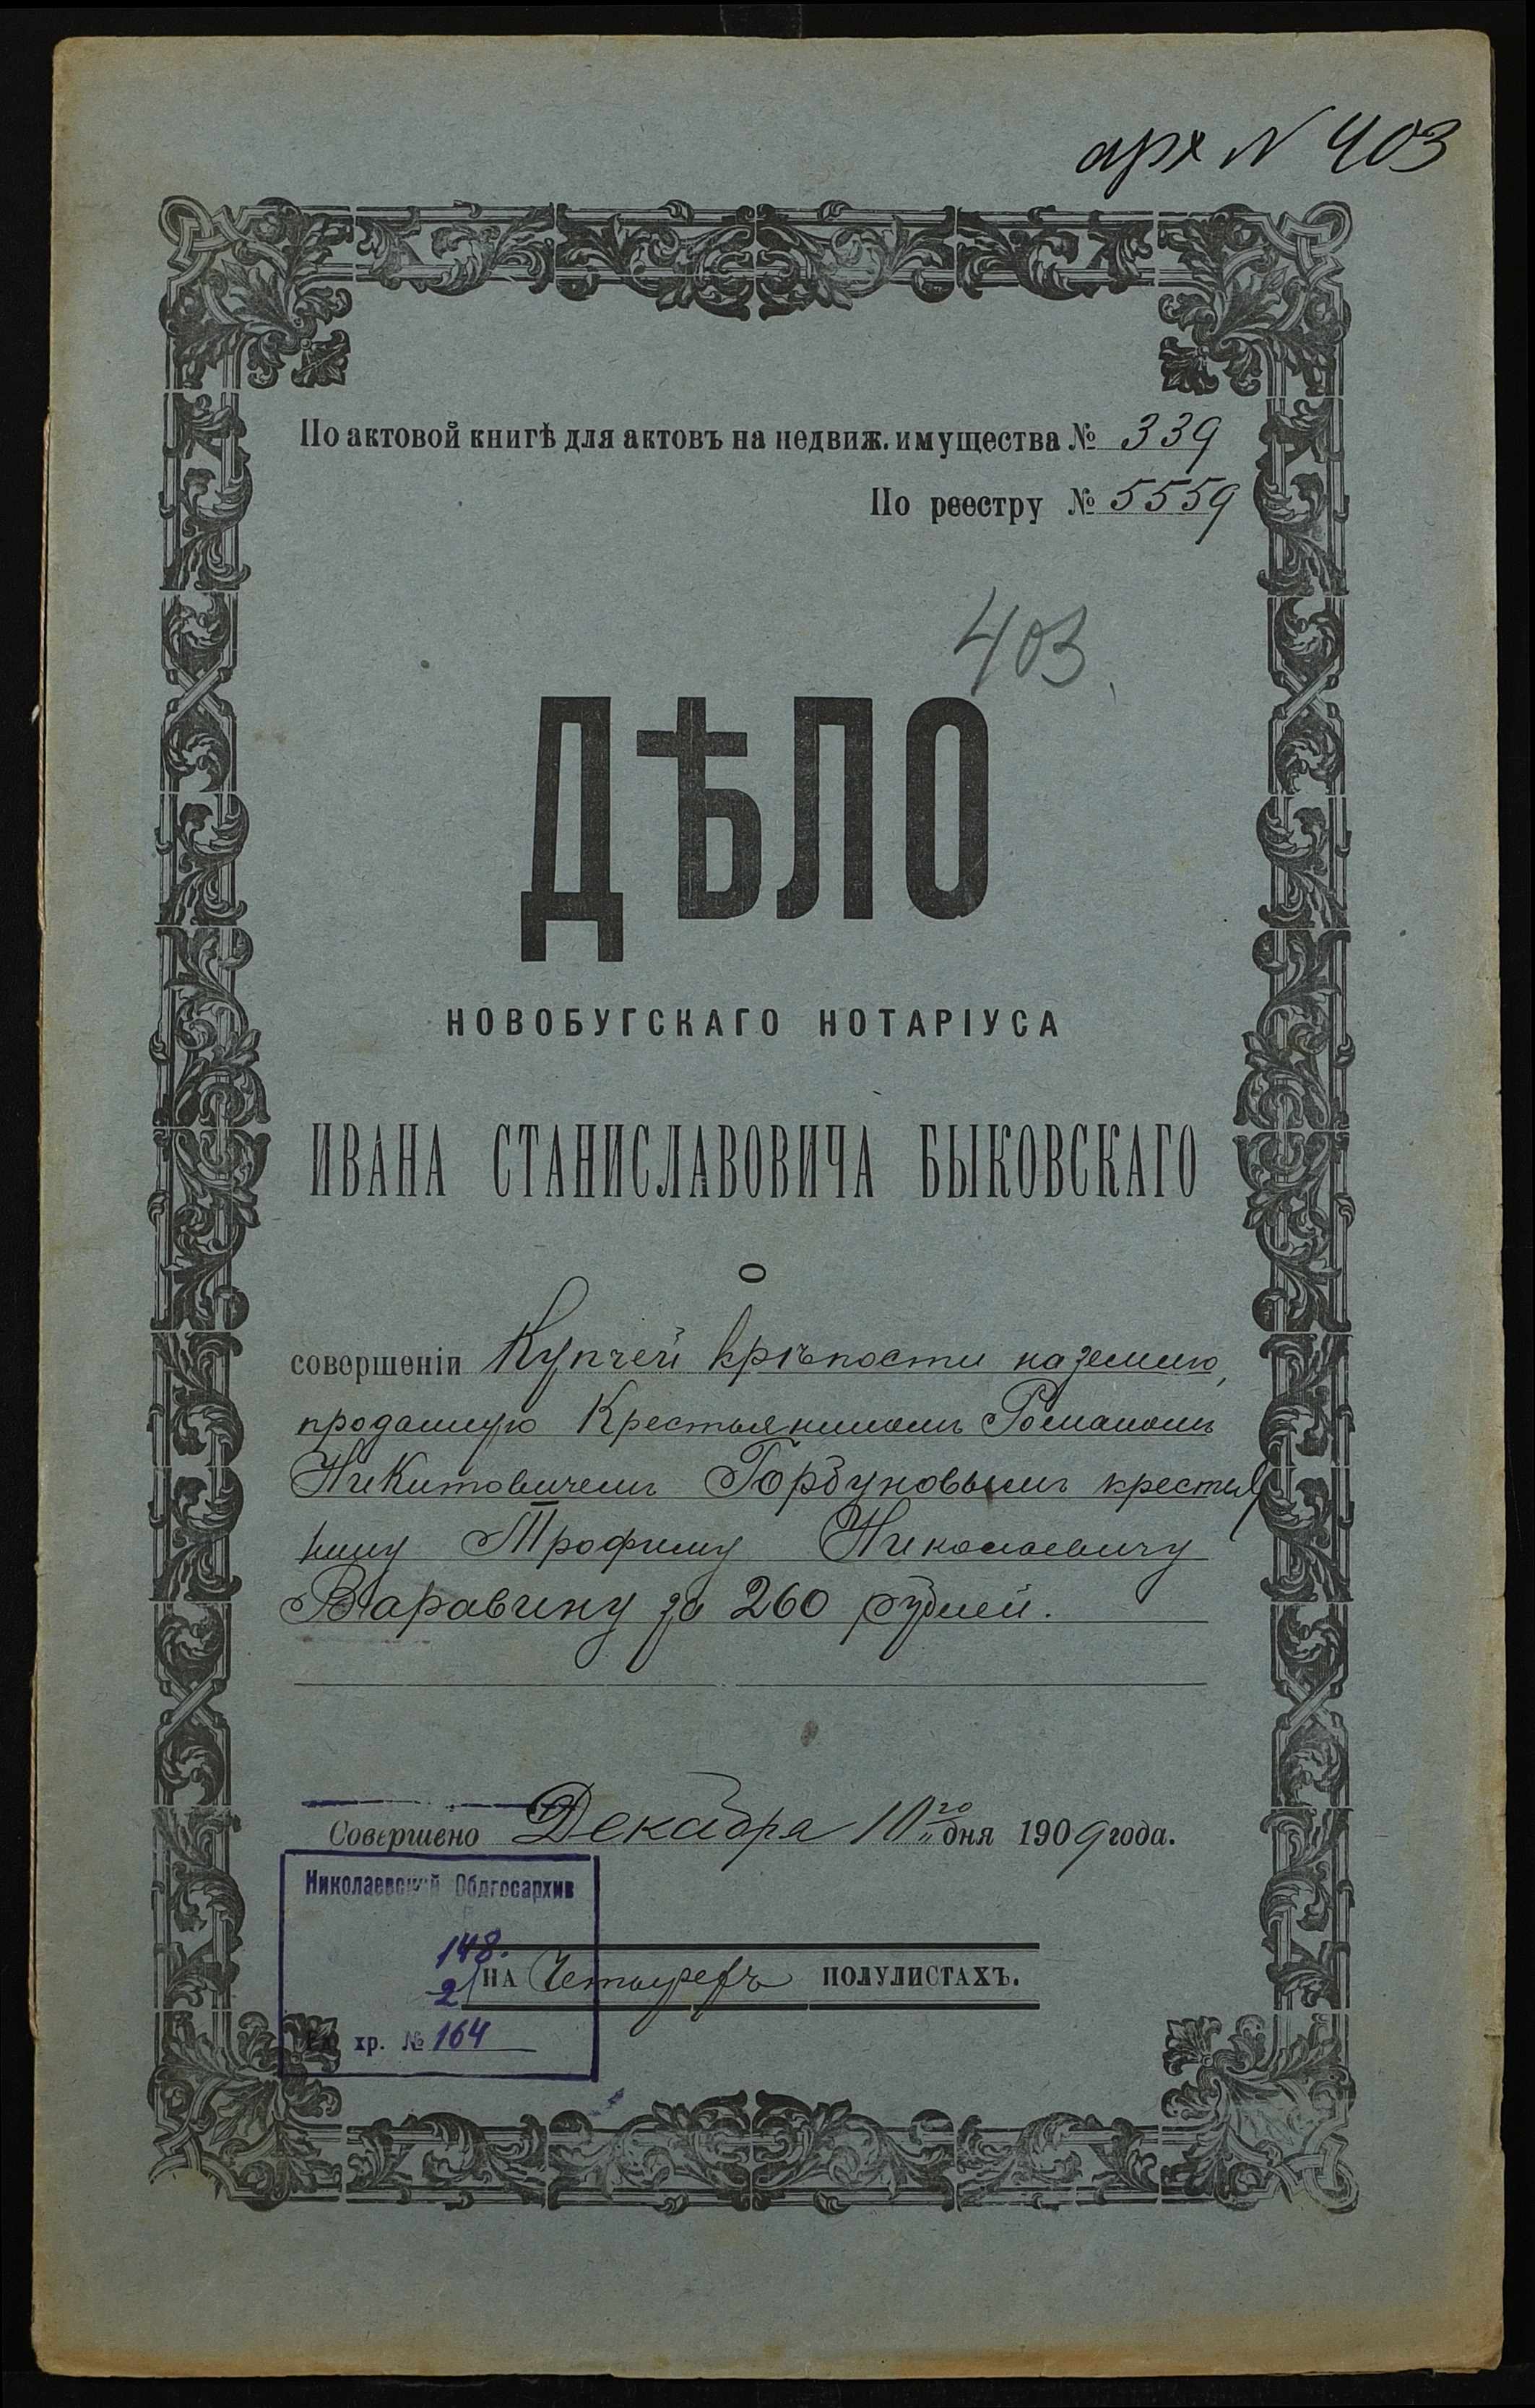 арх N 403
По актовой книгѣ для актовъ на недвиж. имущества № 339
По реестру № 5559
403
ДѢЛО
НОВОБУГСКАГО НОТАРІУСА
ИВАНА СТАНИСЛАВОВИЧА БЫКОВСКАГО
О
совершеніи Купчей крѣпости на землю,
проданную Крестьяниномъ Романомъ
Никитовичемъ Горбуновымъ крестья
нину Трофиму Николаевичу
Варавину за 260 рублей.
Совершено Декабря 10го дня 1909 года.
Николаевский Облгосархив
148.
2
НА Четырехъ ПОЛУЛИСТАХЪ.
Ед. хр. № 164